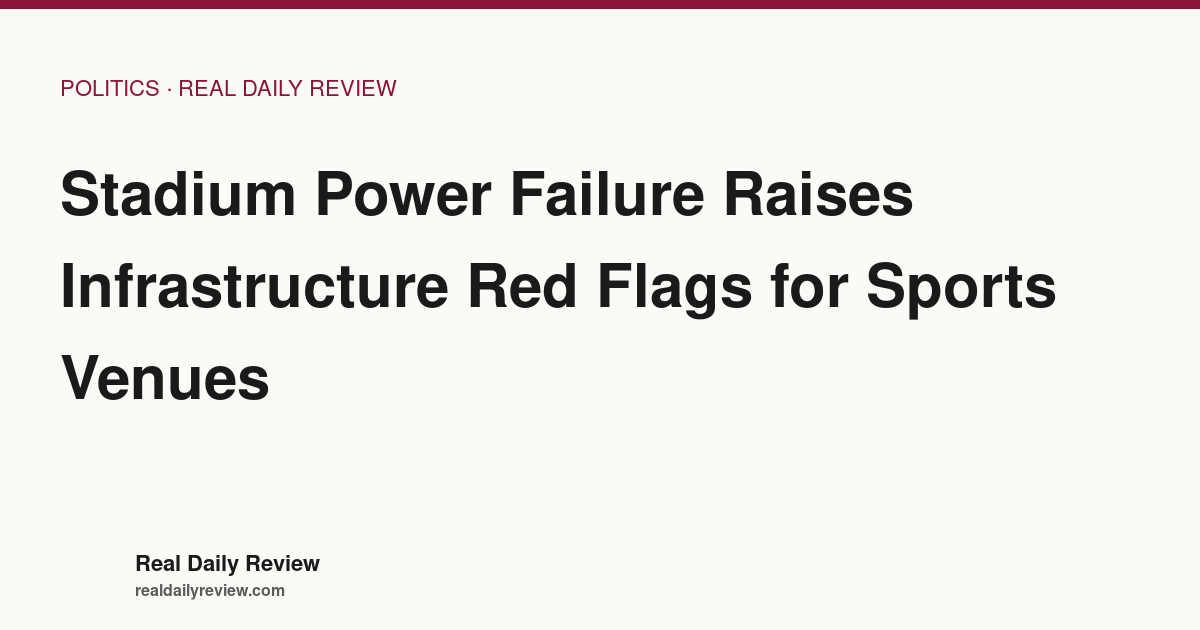 POLITICS · REAL DAILY REVIEW
Stadium Power Failure Raises
Infrastructure Red Flags for Sports
Venues
Real Daily Review
realdailyreview.com